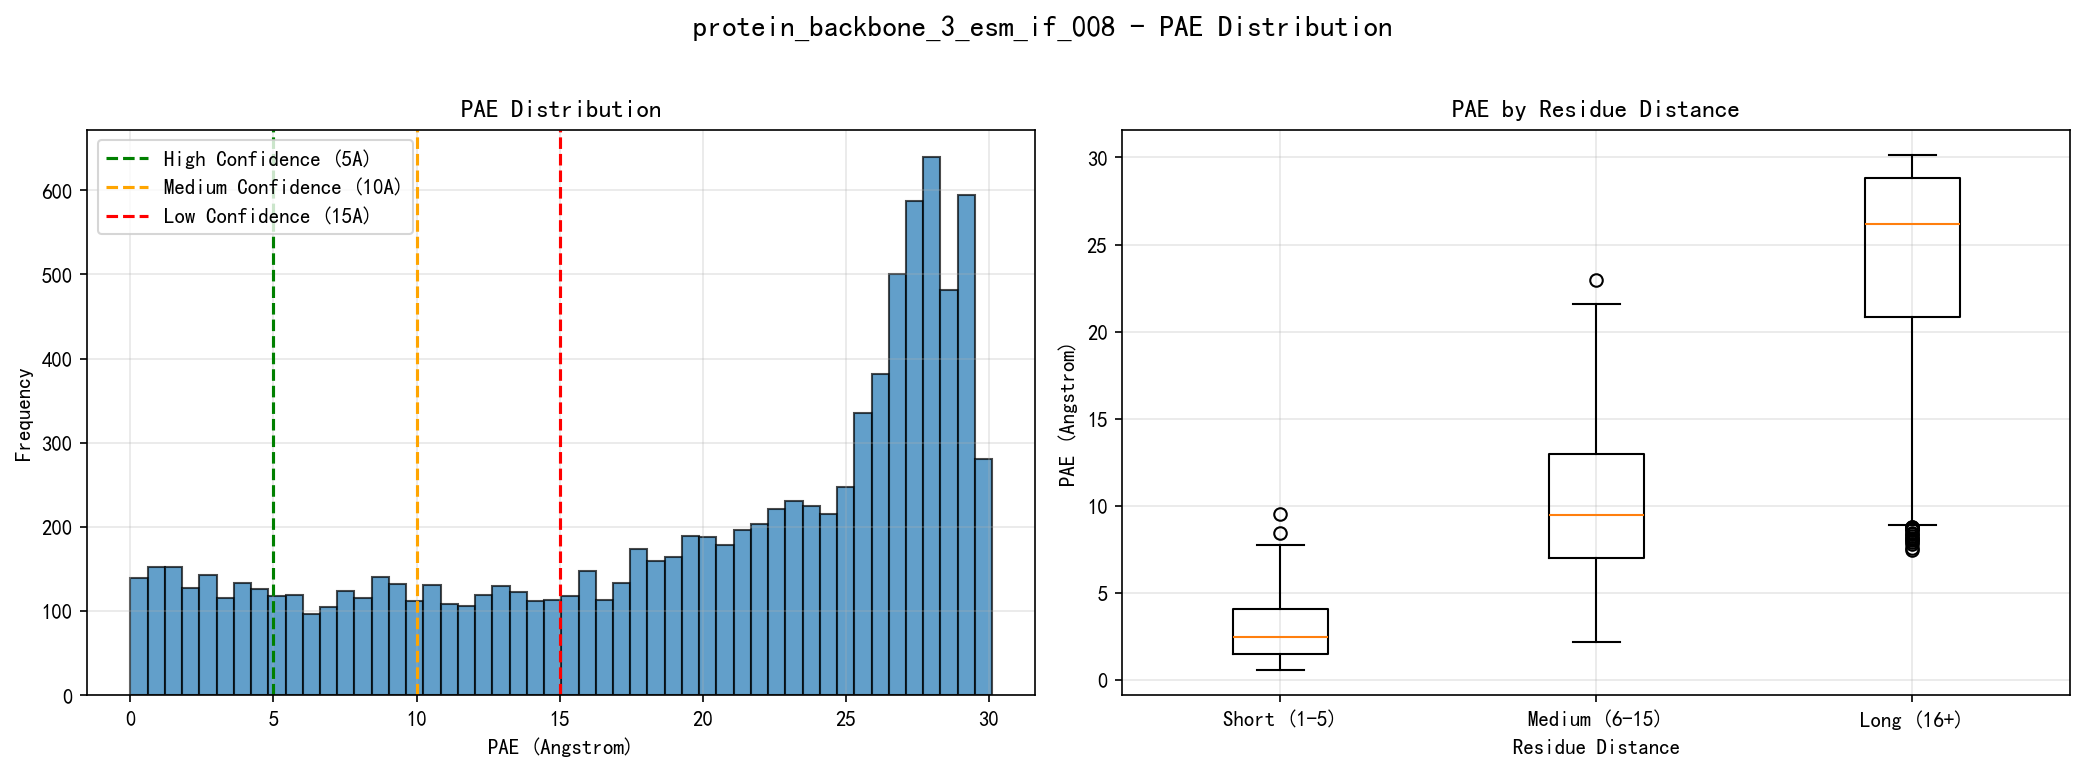 protein_backbone_3_esm_if_008 - PAE Distribution
PAE Distribution
High Confidence (5A)
Medium Confidence (10A)
Low Confidence (15A)
Frequency
600
500
400
300
200
100
0
0 5 10 15 20 25 30
PAE (Angstrom)
PAE by Residue Distance
PAE (Angstrom)
30
25
20
15
10
5
0
Short (1-5) Medium (6-15) Long (16+)
Residue Distance